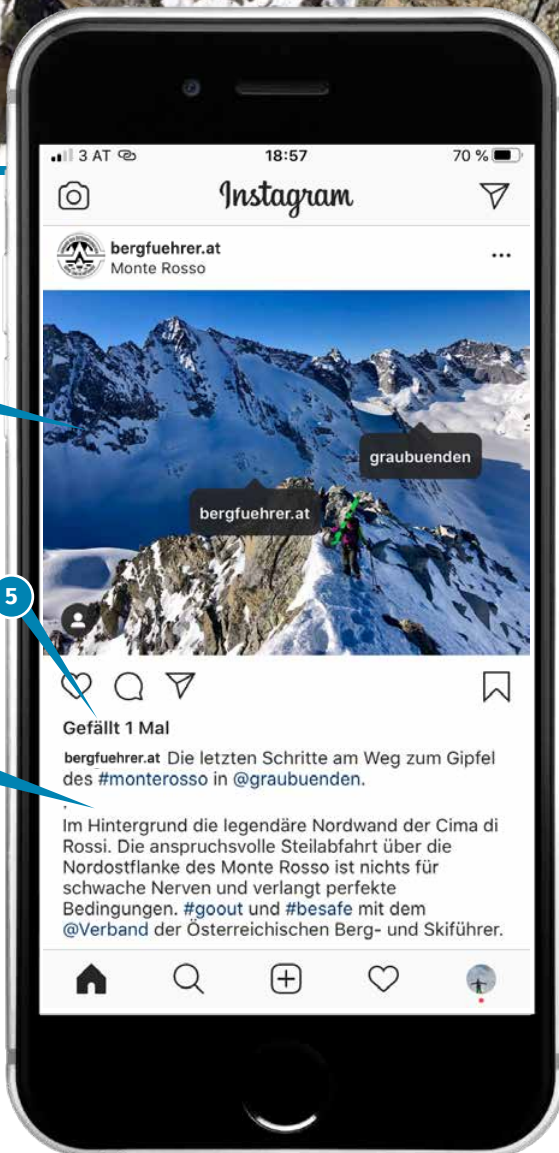 3 AT 18:57 70 %
Instagram
bergfuehrer.at
Monte Rosso
graubuenden
bergfuehrer.at
5
Gefällt 1 Mal
bergfuehrer.at Die letzten Schritte am Weg zum Gipfel
des #monterosso in @graubuenden.
.
Im Hintergrund die legendäre Nordwand der Cima di
Rossi. Die anspruchsvolle Steilabfahrt über die
Nordostflanke des Monte Rosso ist nichts für
schwache Nerven und verlangt perfekte
Bedingungen. #goout und #besafe mit dem
@Verband der Österreichischen Berg- und Skiführer.